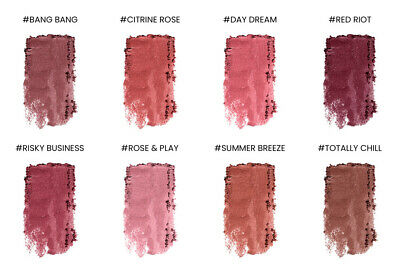 #BANG BANG
#CITRINE ROSE
#DAY DREAM
#RED RIOT
#RISKY BUSINESS
#ROSE & PLAY
#SUMMER BREEZE
#TOTALLY CHILL